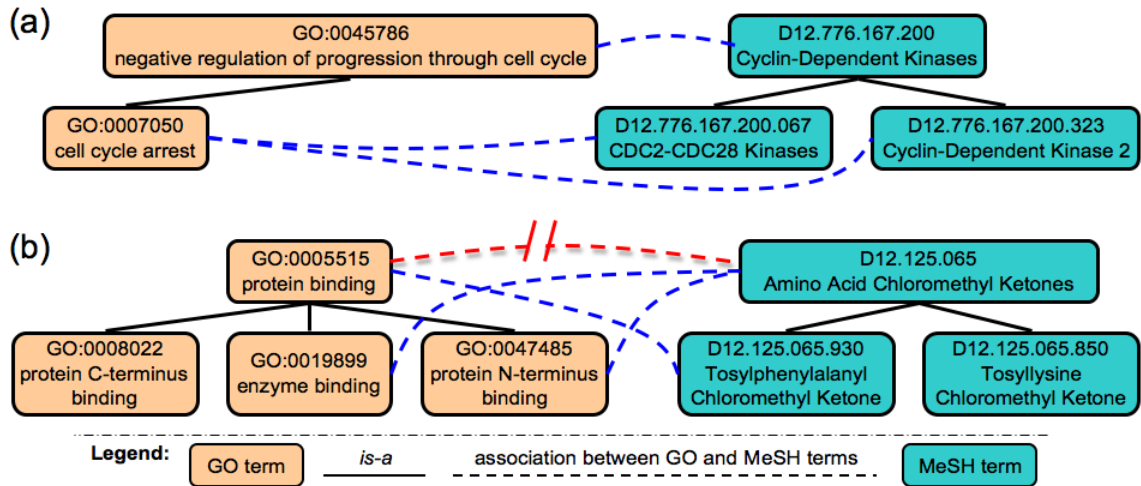 (a)
GO:0045786
negative regulation of progression through cell cycle
D12.776.167.200
Cyclin-Dependent Kinases
GO:0007050
cell cycle arrest
D12.776.167.200.067
CDC2-CDC28 Kinases
D12.776.167.200.323
Cyclin-Dependent Kinase 2
(b)
GO:0005515
protein binding
D12.125.065
Amino Acid Chloromethyl Ketones
GO:0008022
protein C-terminus
binding
GO:0019899
enzyme binding
GO:0047485
protein N-terminus
binding
D12.125.065.930
Tosylphenylalanyl
Chloromethyl Ketone
D12.125.065.850
Tosyllysine
Chloromethyl Ketone
Legend:
GO term
is-a
association between GO and MeSH terms
MeSH term